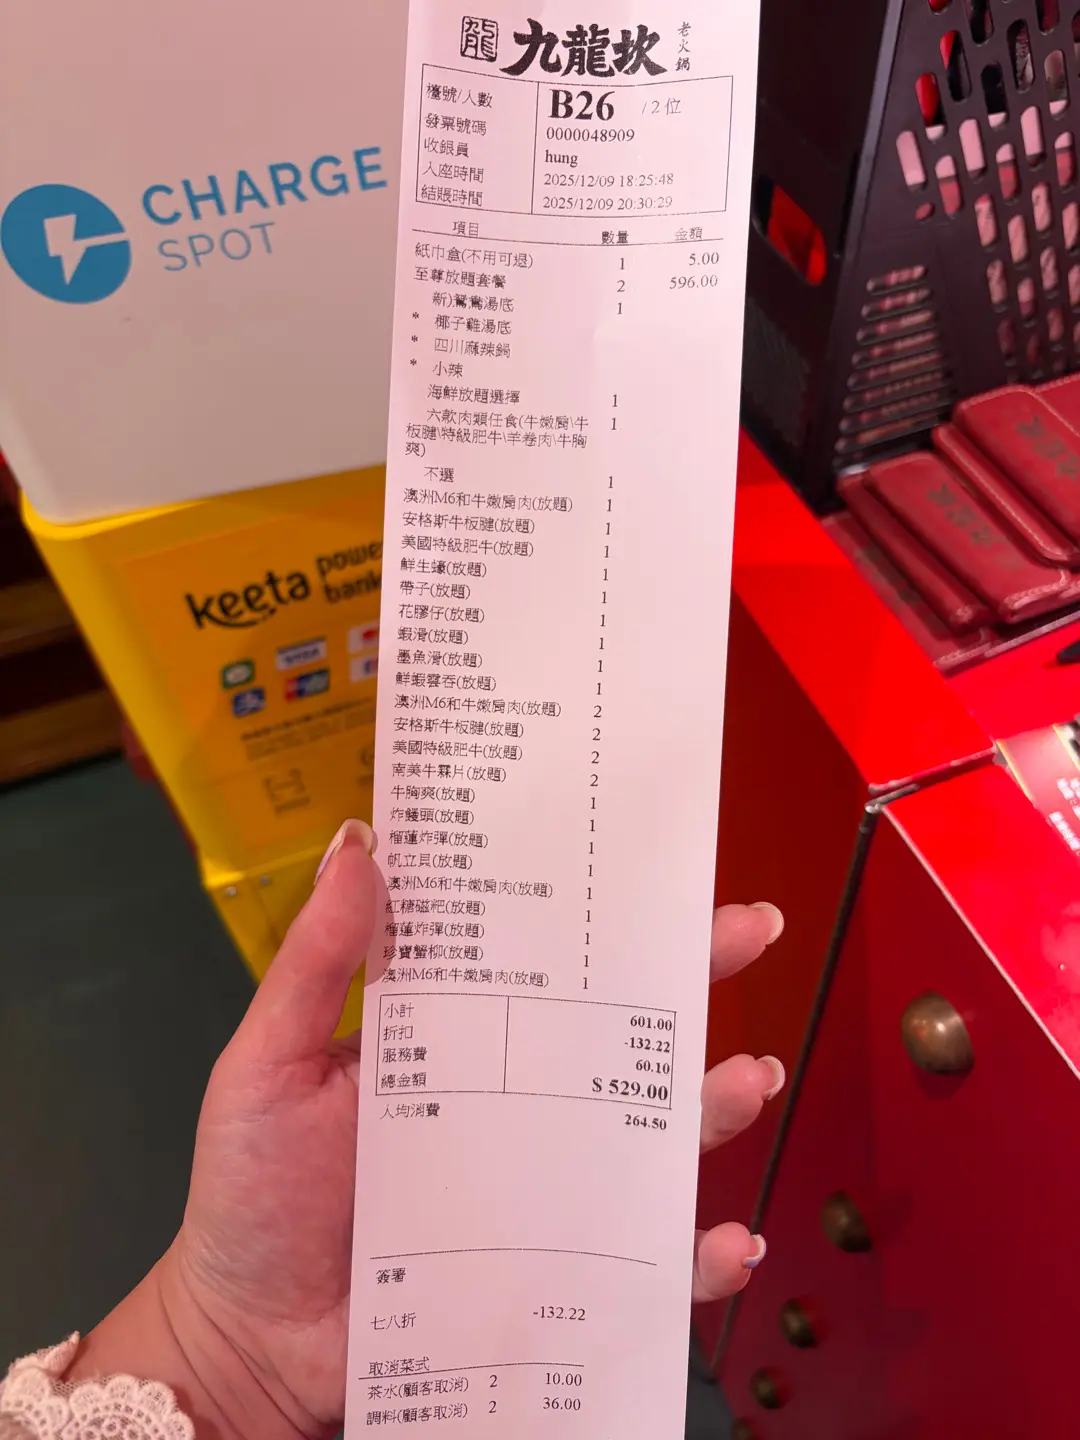 龍 九龍坎 老火鍋
檯號/人數 B26 /2 位
發票號碼 0000048909
收銀員 hung
入座時間 2025/12/09 18:25:48
結賬時間 2025/12/09 20:30:29
項目 數量 金額
紙巾盒(不用可退) 1 5.00
至尊放題套餐 2 596.00
新)鴛鴦湯底 1
* 椰子雞湯底
* 四川麻辣鍋
* 小辣
海鮮放題選擇 1
六款肉類任食(牛嫩肩\牛 1
板腱\特級肥牛\羊卷肉\牛胸
爽)
不選 1
澳洲M6和牛嫩肩肉(放題) 1
安格斯牛板腱(放題) 1
美國特級肥牛(放題) 1
鮮生蠔(放題) 1
帶子(放題) 1
花膠仔(放題) 1
蝦滑(放題) 1
墨魚滑(放題) 1
鮮蝦雲吞(放題) 1
澳洲M6和牛嫩肩肉(放題) 2
安格斯牛板腱(放題) 2
美國特級肥牛(放題) 2
南美牛霖片(放題) 2
牛胸爽(放題) 1
炸饅頭(放題) 1
榴蓮炸彈(放題) 1
帆立貝(放題) 1
澳洲M6和牛嫩肩肉(放題) 1
紅糖磁粑(放題) 1
榴蓮炸彈(放題) 1
珍寶蟹柳(放題) 1
澳洲M6和牛嫩肩肉(放題) 1
小計 601.00
折扣 -132.22
服務費 60.10
總金額 $ 529.00
人均消費 264.50
簽署
七八折 -132.22
取消菜式
茶水(顧客取消) 2 10.00
調料(顧客取消) 2 36.00
CHARGE
SPOT
keeta power
bank
VISA